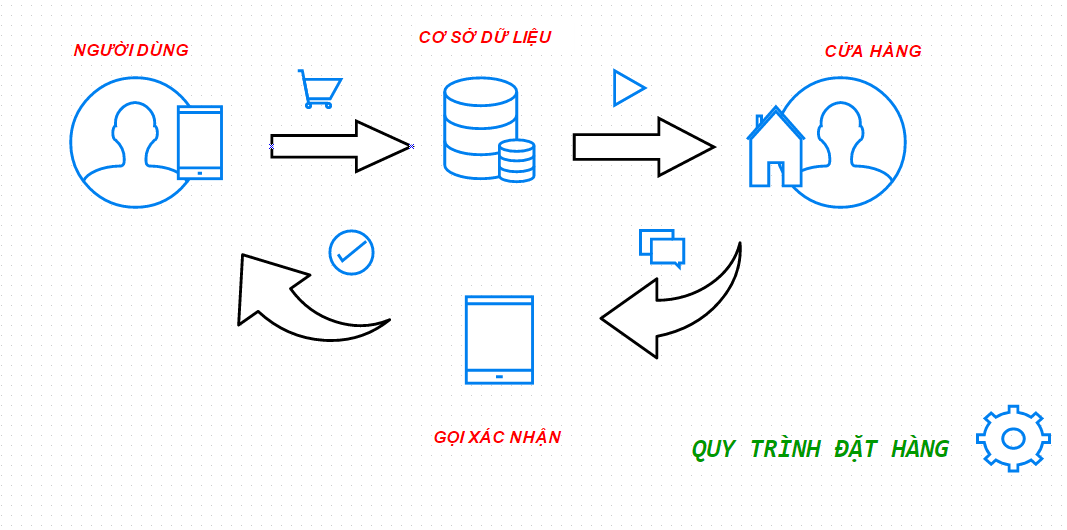 NGƯỜI DÙNG
CƠ SỞ DỮ LIỆU
CỬA HÀNG
GỌI XÁC NHẬN
QUY TRÌNH ĐẶT HÀNG